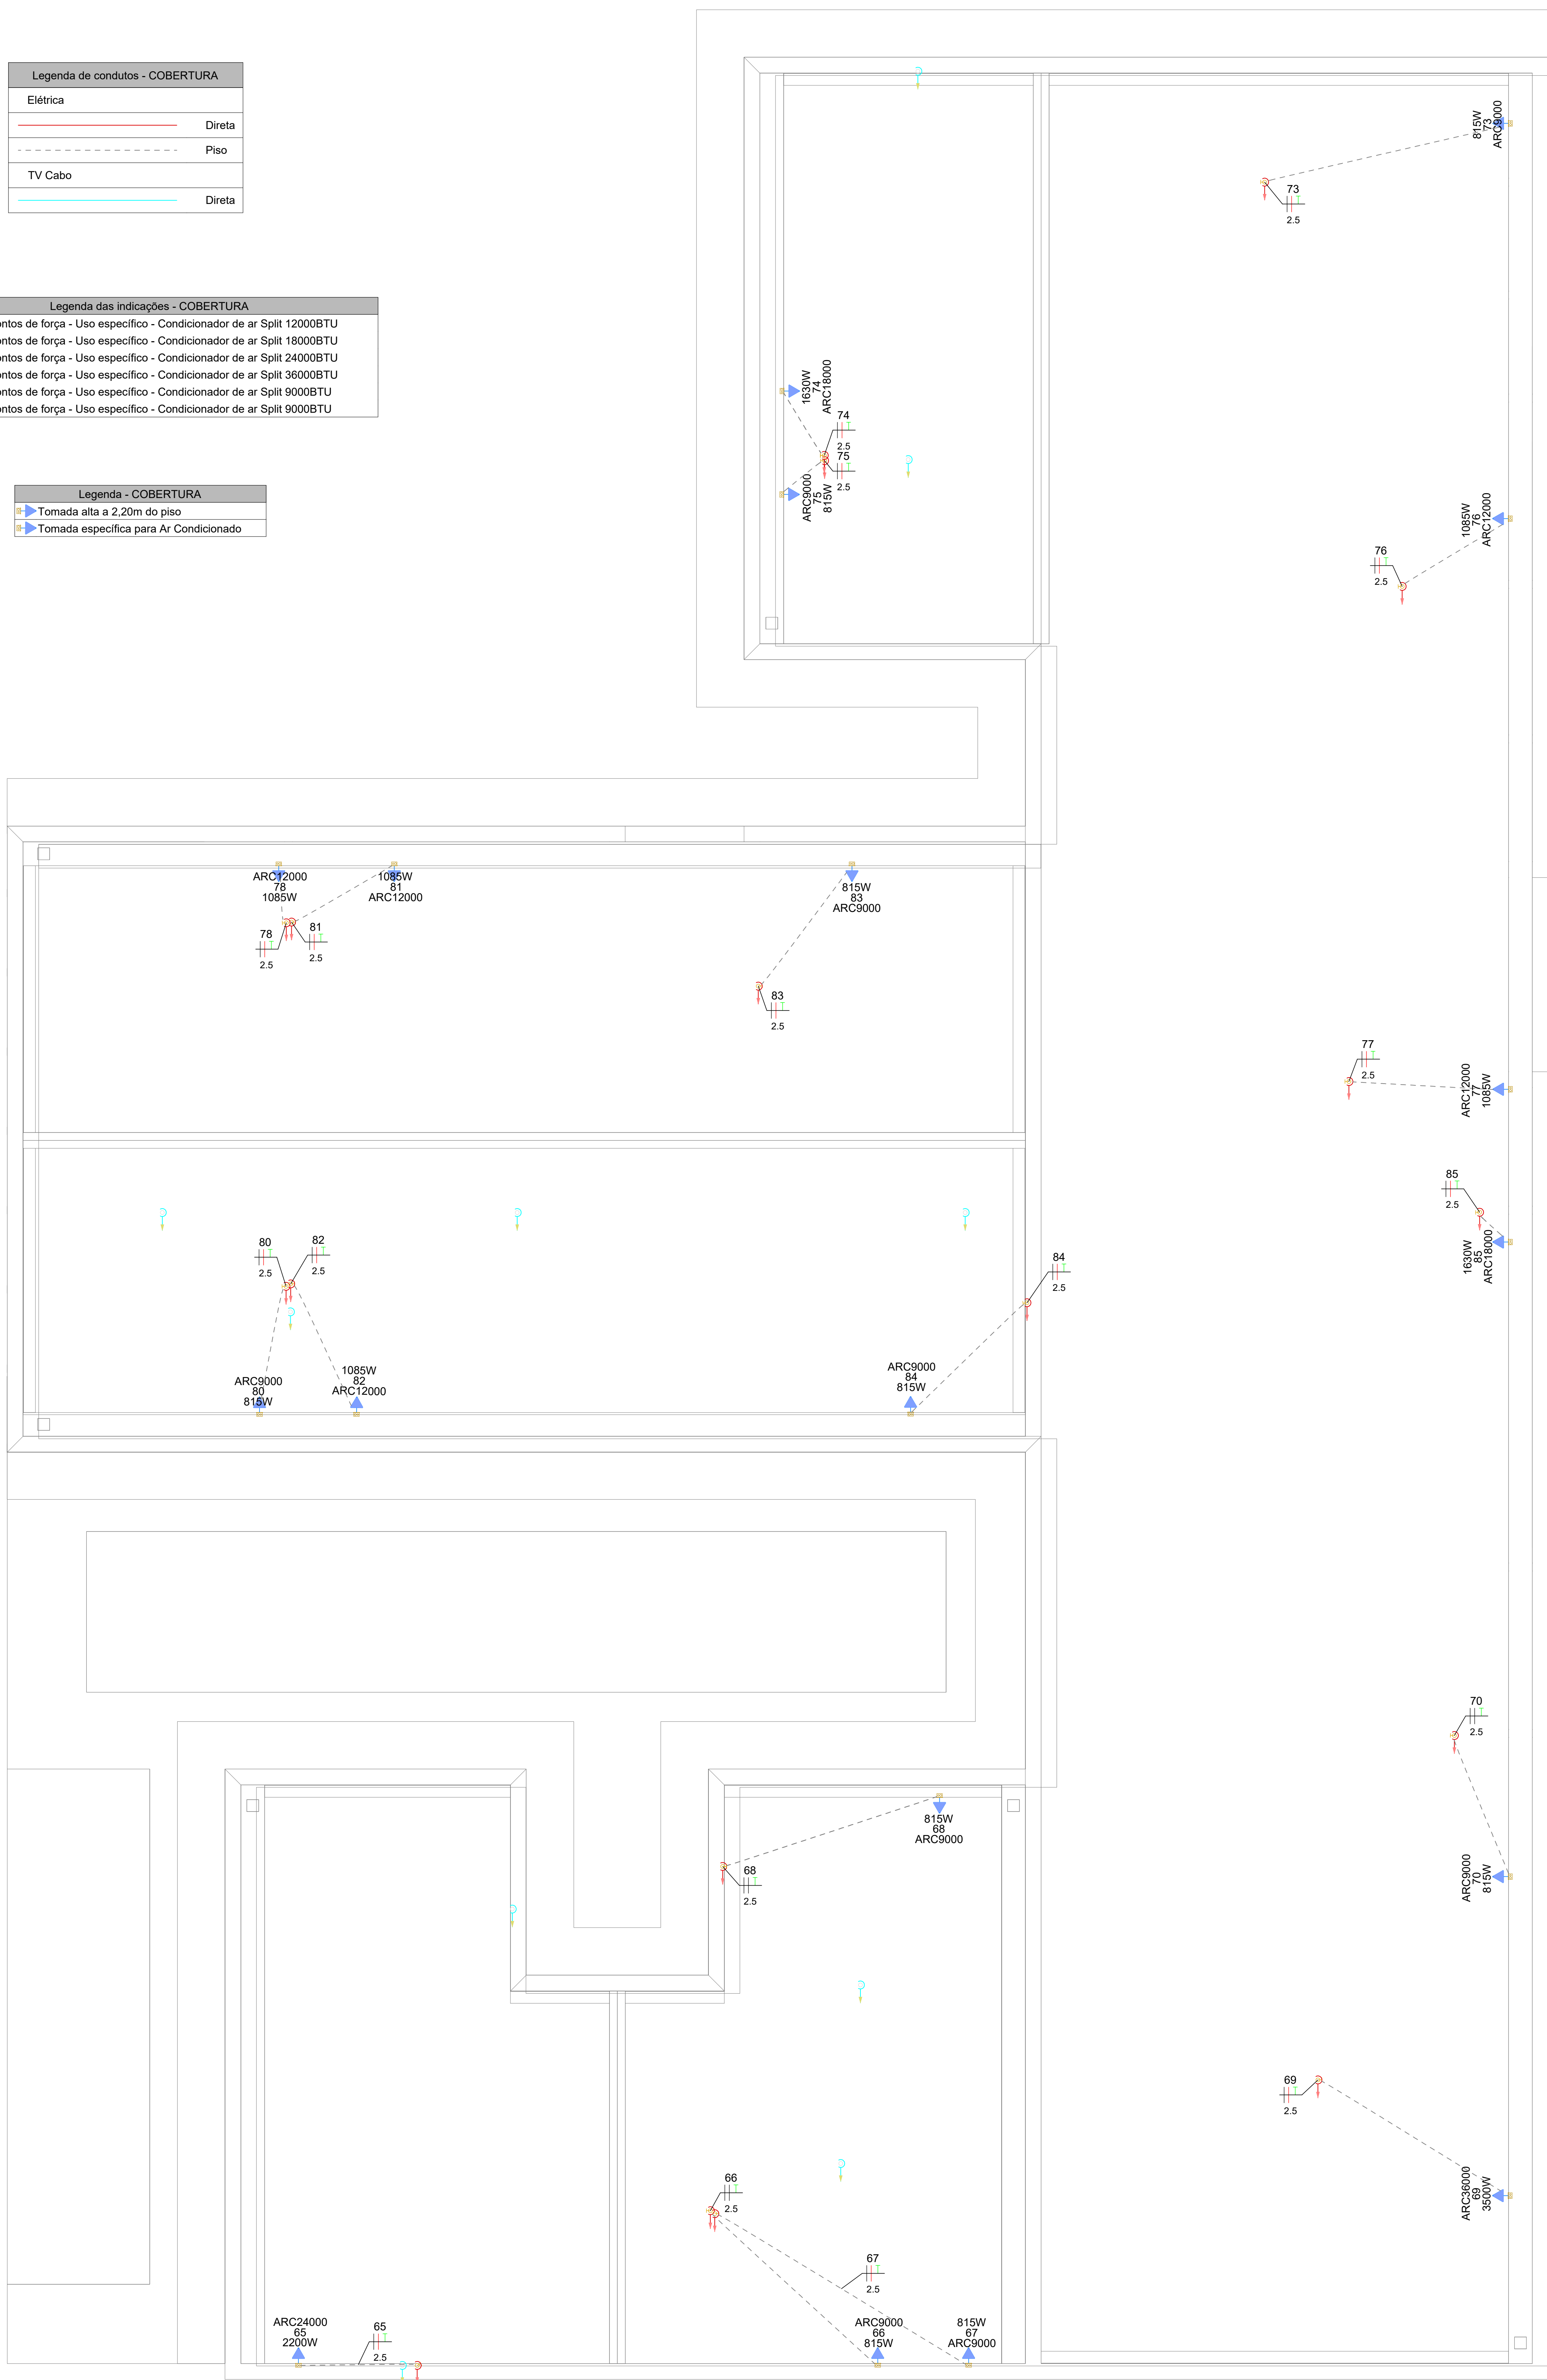 Legenda de condutos - COBERTURA
Elétrica
Direta
Piso
TV Cabo
Direta
Legenda das indicações - COBERTURA
ntos de força - Uso específico - Condicionador de ar Split 12000BTU
ntos de força - Uso específico - Condicionador de ar Split 18000BTU
ntos de força - Uso específico - Condicionador de ar Split 24000BTU
ntos de força - Uso específico - Condicionador de ar Split 36000BTU
ntos de força - Uso específico - Condicionador de ar Split 9000BTU
ntos de força - Uso específico - Condicionador de ar Split 9000BTU
Legenda - COBERTURA
Tomada alta a 2,20m do piso
Tomada específica para Ar Condicionado
815W
73
ARC9000
73
2.5
1630W
74
ARC18000
74
2.5
75
2.5
ARC9000
75
815W
1085W
76
ARC12000
76
2.5
ARC12000
78
1085W
1085W
81
ARC12000
815W
83
ARC9000
78
2.5
81
2.5
83
2.5
77
2.5
ARC12000
77
1085W
85
2.5
1630W
85
ARC18000
80
2.5
82
2.5
84
2.5
ARC9000
80
815W
1085W
82
ARC12000
ARC9000
84
815W
70
2.5
ARC9000
70
815W
815W
68
ARC9000
68
2.5
69
2.5
ARC36000
69
3500W
66
2.5
67
2.5
ARC24000
65
2200W
65
2.5
ARC9000
66
815W
815W
67
ARC9000